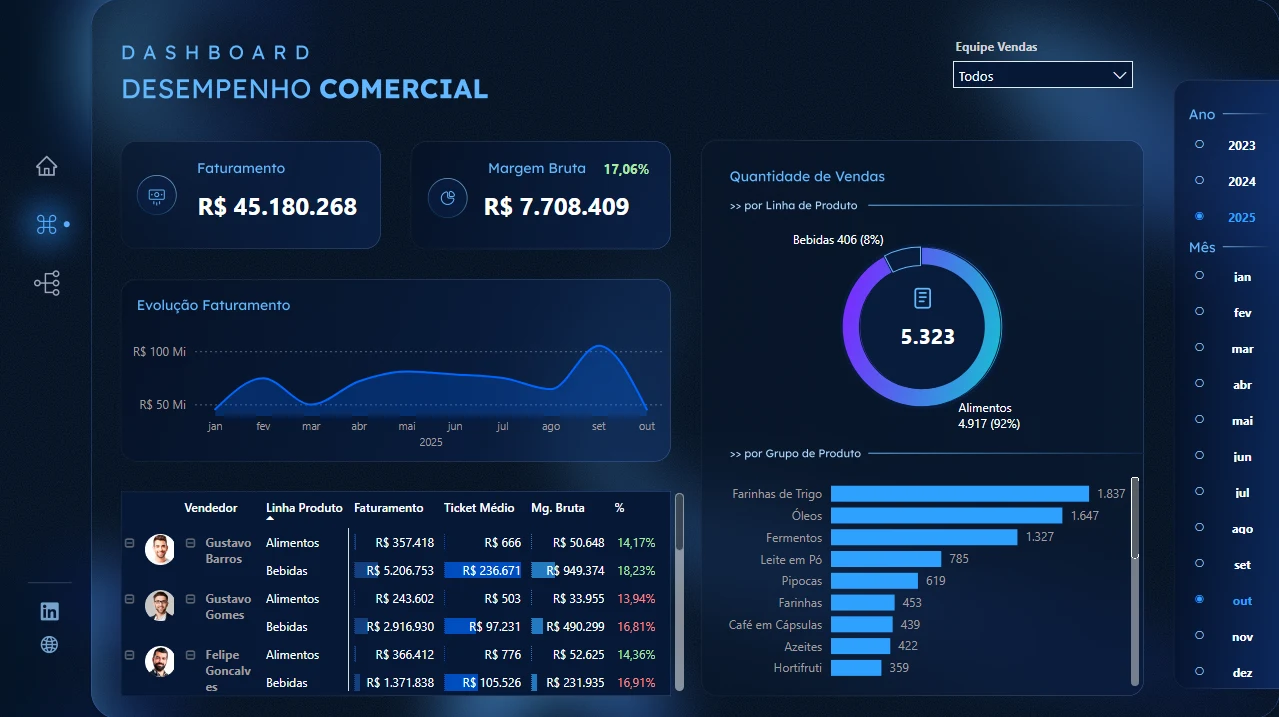 DASHBOARD
DESEMPENHO COMERCIAL
Equipe Vendas
Todos
Faturamento
R$ 45.180.268
Margem Bruta 17,06%
R$ 7.708.409
Evolução Faturamento
R$ 100 Mi
R$ 50 Mi
jan fev mar abr mai jun jul ago set out
2025
Vendedor Linha Produto Faturamento Ticket Médio Mg. Bruta %
Gustavo Barros Alimentos R$ 357.418 R$ 666 R$ 50.648 14,17%
Bebidas R$ 5.206.753 R$ 236.671 R$ 949.374 18,23%
Gustavo Gomes Alimentos R$ 243.602 R$ 503 R$ 33.955 13,94%
Bebidas R$ 2.916.930 R$ 97.231 R$ 490.299 16,81%
Felipe Goncalves Alimentos R$ 366.412 R$ 776 R$ 52.625 14,36%
Bebidas R$ 1.371.838 R$ 105.526 R$ 231.935 16,91%
Quantidade de Vendas
>> por Linha de Produto
Bebidas 406 (8%)
5.323
Alimentos
4.917 (92%)
>> por Grupo de Produto
Farinhas de Trigo 1.837
Óleos 1.647
Fermentos 1.327
Leite em Pó 785
Pipocas 619
Farinhas 453
Café em Cápsulas 439
Azeites 422
Hortifruti 359
Ano
2023
2024
2025
Mês
jan
fev
mar
abr
mai
jun
jul
ago
set
out
nov
dez
in